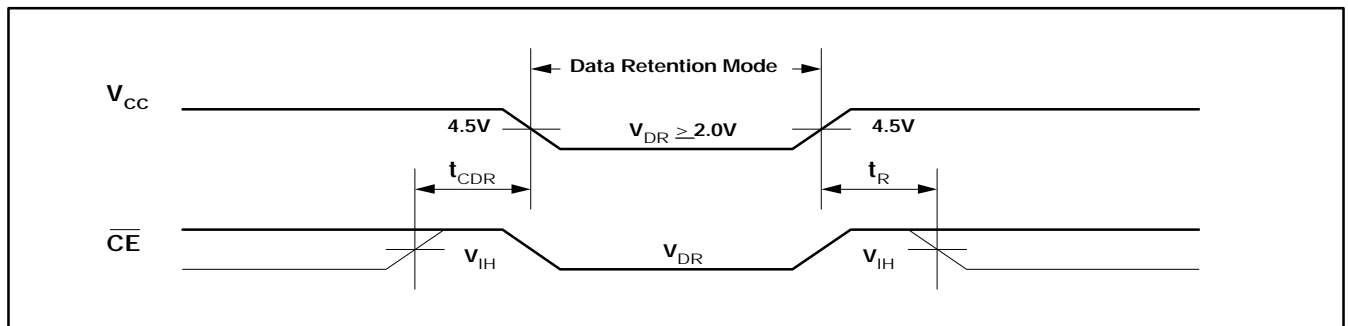 Data Retention Mode
VCC
4.5V
VDR ≥ 2.0V
4.5V
tCDR
tR
CE
VIH
VDR
VIH